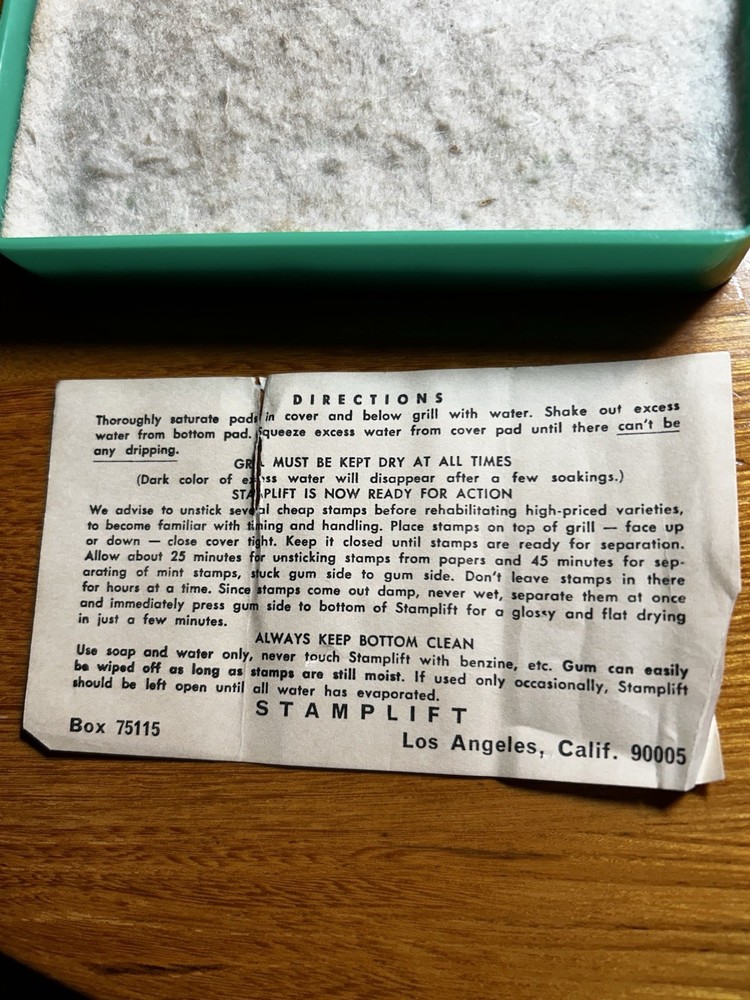 DIRECTIONS
Thoroughly saturate pads in cover and below grill with water. Shake out excess
water from bottom pad. Squeeze excess water from cover pad until there can't be
any dripping.
GRILL MUST BE KEPT DRY AT ALL TIMES
(Dark color of excess water will disappear after a few soakings.)
STAMPLIFT IS NOW READY FOR ACTION
We advise to unstick several cheap stamps before rehabilitating high-priced varieties,
to become familiar with timing and handling. Place stamps on top of grill — face up
or down — close cover tight. Keep it closed until stamps are ready for separation.
Allow about 25 minutes for unsticking stamps from papers and 45 minutes for sep-
arating of mint stamps, stuck gum side to gum side. Don't leave stamps in there
for hours at a time. Since stamps come out damp, never wet, separate them at once
and immediately press gum side to bottom of Stamplift for a glossy and flat drying
in just a few minutes.
ALWAYS KEEP BOTTOM CLEAN
Use soap and water only, never touch Stamplift with benzine, etc. Gum can easily
be wiped off as long as stamps are still moist. If used only occasionally, Stamplift
should be left open until all water has evaporated.
STAMPLIFT
Box 75115
Los Angeles, Calif. 90005